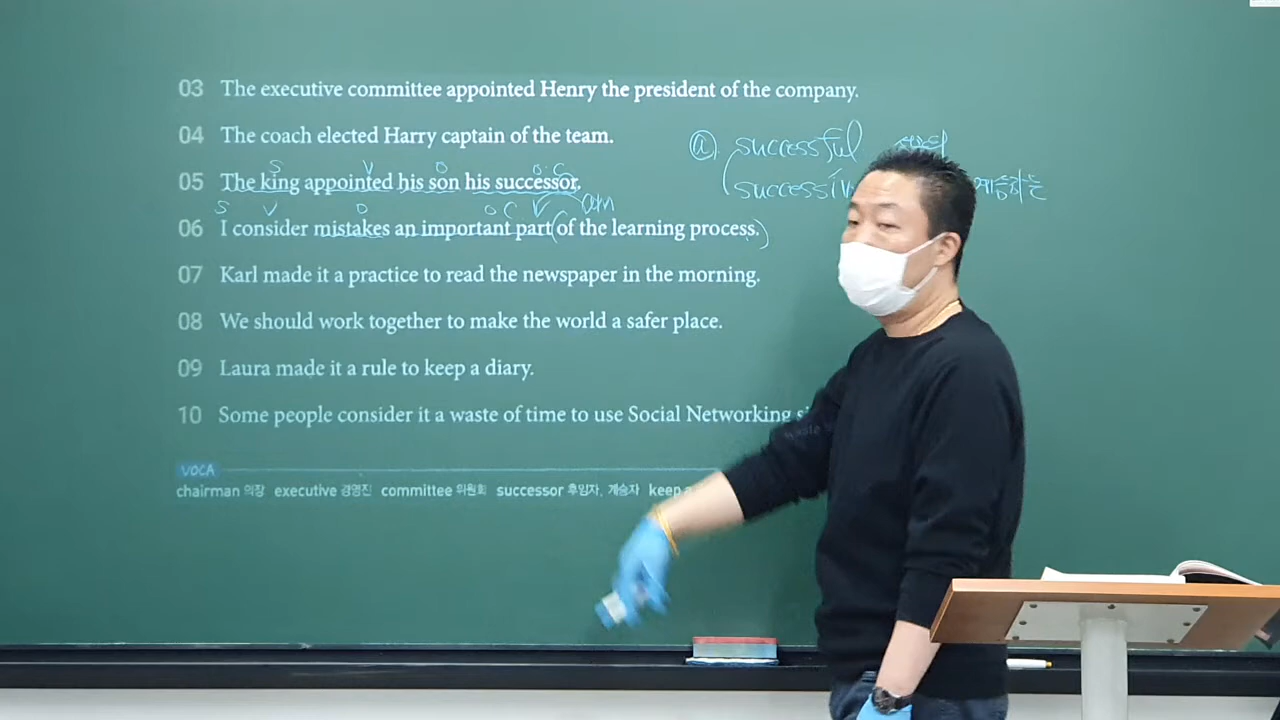 03 The executive committee appointed Henry the president of the company.
04 The coach elected Harry captain of the team.
ⓐ successful
S V O O·C
05 The king appointed his son his successor.
S V O O C
06 I consider mistakes an important part (of the learning process.)
07 Karl made it a practice to read the newspaper in the morning.
08 We should work together to make the world a safer place.
09 Laura made it a rule to keep a diary.
10 Some people consider it a waste of time to use Social Networking
VOCA
chairman 의장 executive 경영진 committee 위원회 successor 후임자, 계승자 keep